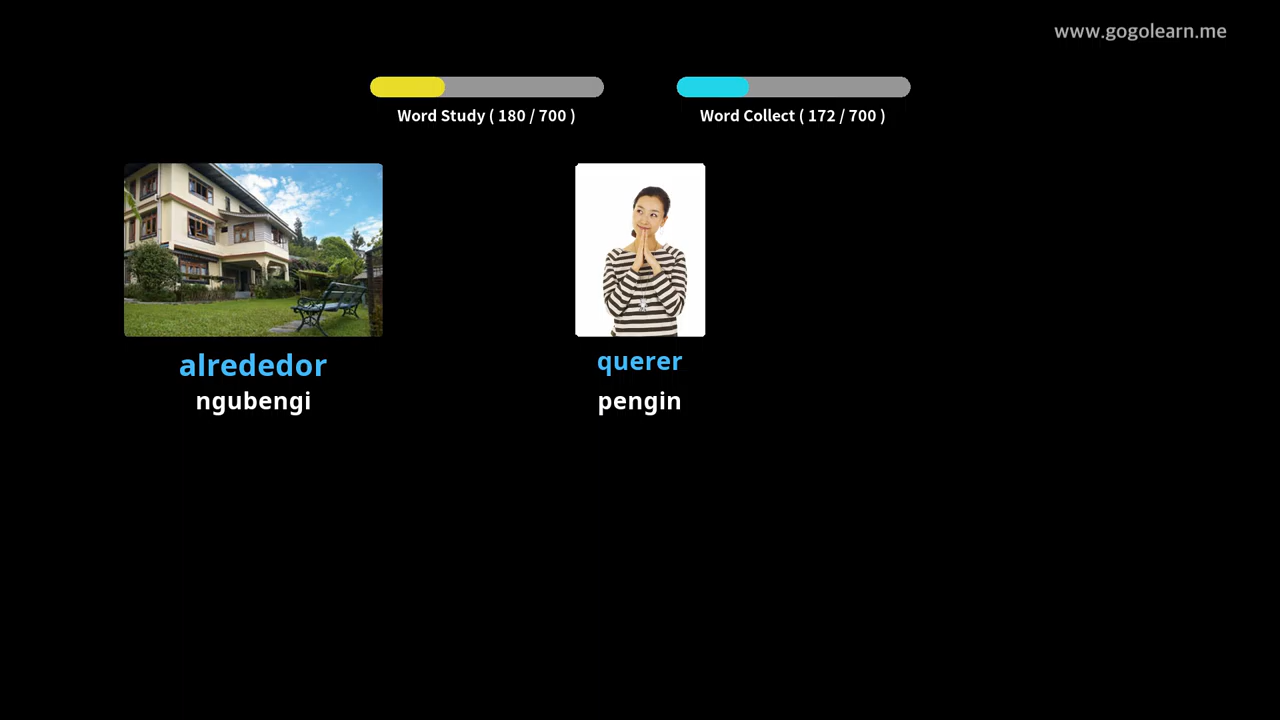 www.gogolearn.me
Word Study ( 180 / 700 )
Word Collect ( 172 / 700 )
alrededor
ngubengi
querer
pengin